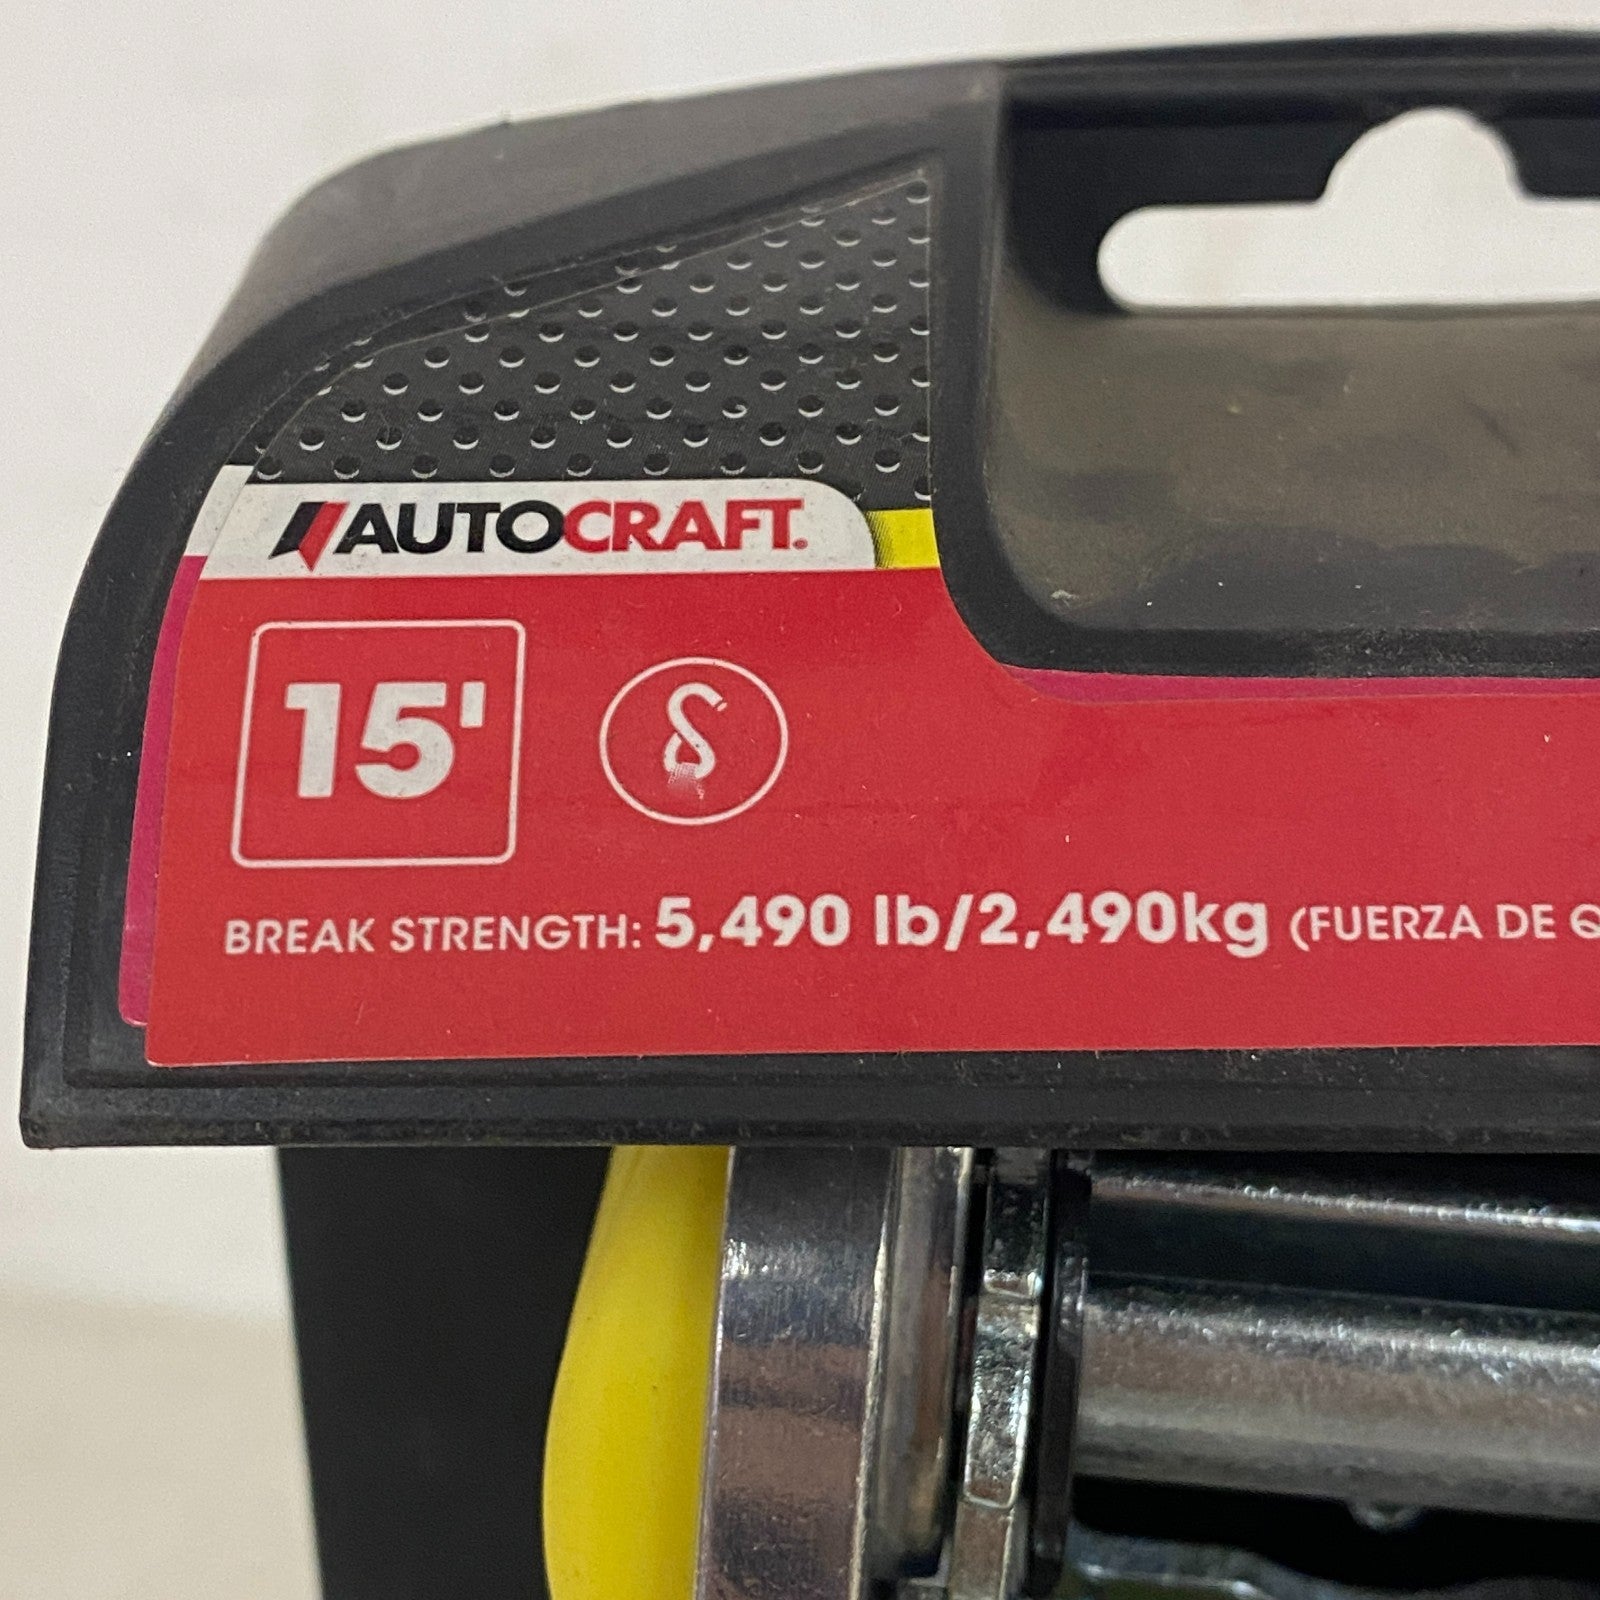 AUTOCRAFT.
15'
BREAK STRENGTH: 5,490 lb/2,490kg (FUERZA DE